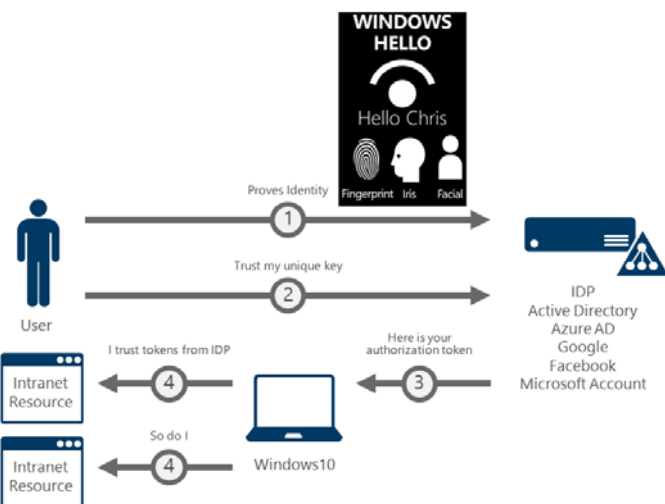 WINDOWS
HELLO
Hello Chris
Fingerprint Iris Facial
Proves Identity
1
Trust my unique key
2
User
IDP
Active Directory
Azure AD
Google
Facebook
Microsoft Account
Here is your
authorization token
3
I trust tokens from IDP
4
Intranet
Resource
So do I
4
Intranet
Resource
Windows10